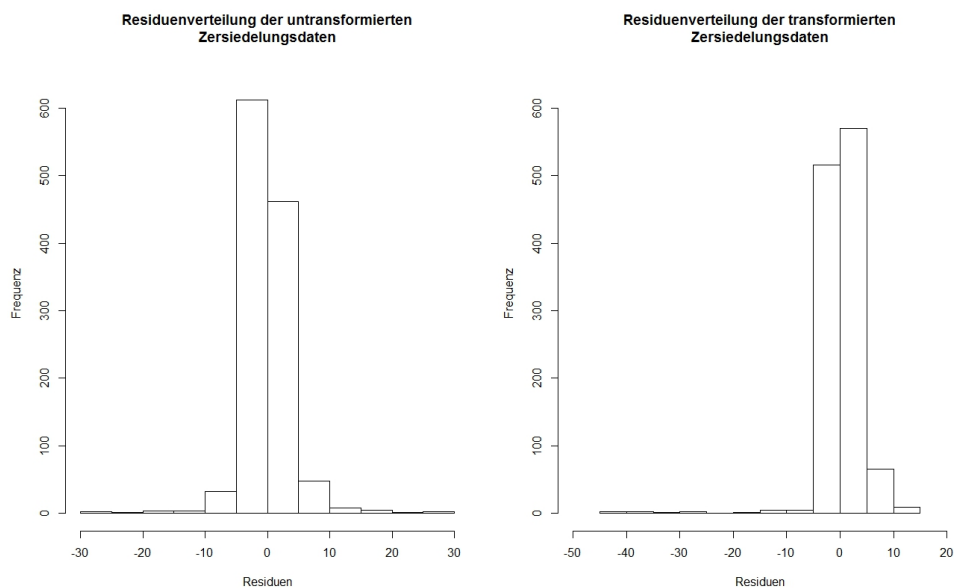 Residuenverteilung der untransformierten
Zersiedelungsdaten
Frequenz
600
500
400
300
200
100
0
-30 -20 -10 0 10 20 30
Residuen
Residuenverteilung der transformierten
Zersiedelungsdaten
Frequenz
600
500
400
300
200
100
0
-50 -40 -30 -20 -10 0 10 20
Residuen